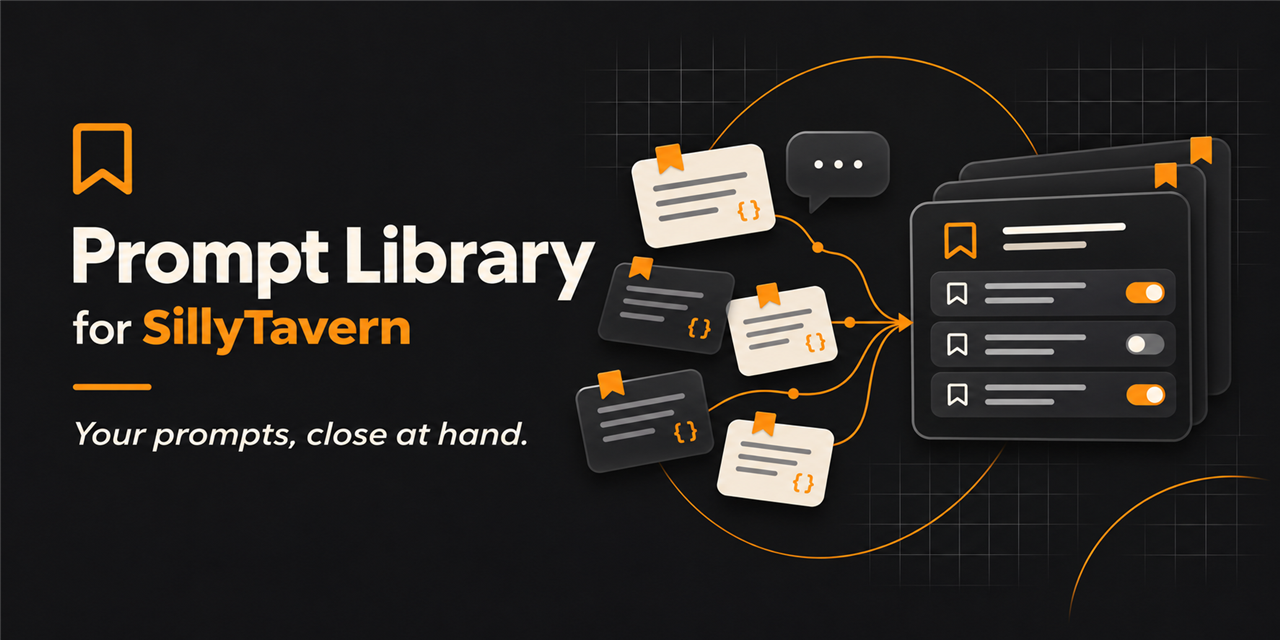 Prompt Library
for SillyTavern
Your prompts, close at hand.
{}
{}
{}
{}
{}